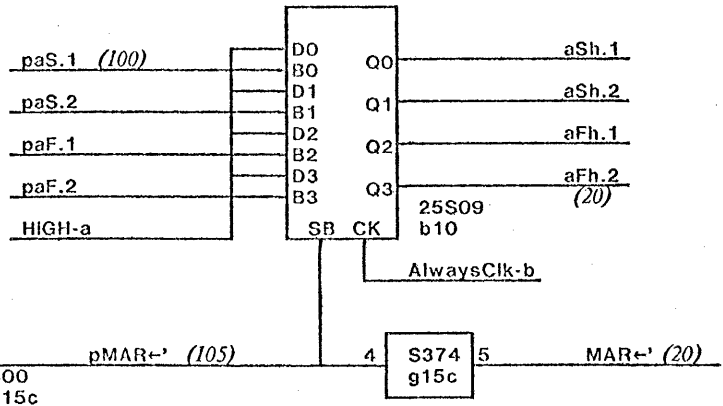 D0
paS.1 (100) B0 Q0 aSh.1
D1
paS.2 B1 Q1 aSh.2
D2
paF.1 B2 Q2 aFh.1
D3
paF.2 B3 Q3 aFh.2
(20)
25S09
HIGH-a SB CK b10
AlwaysClk-b
pMAR←’ (105) 4 S374 5 MAR←’ (20)
g15c
00
15c